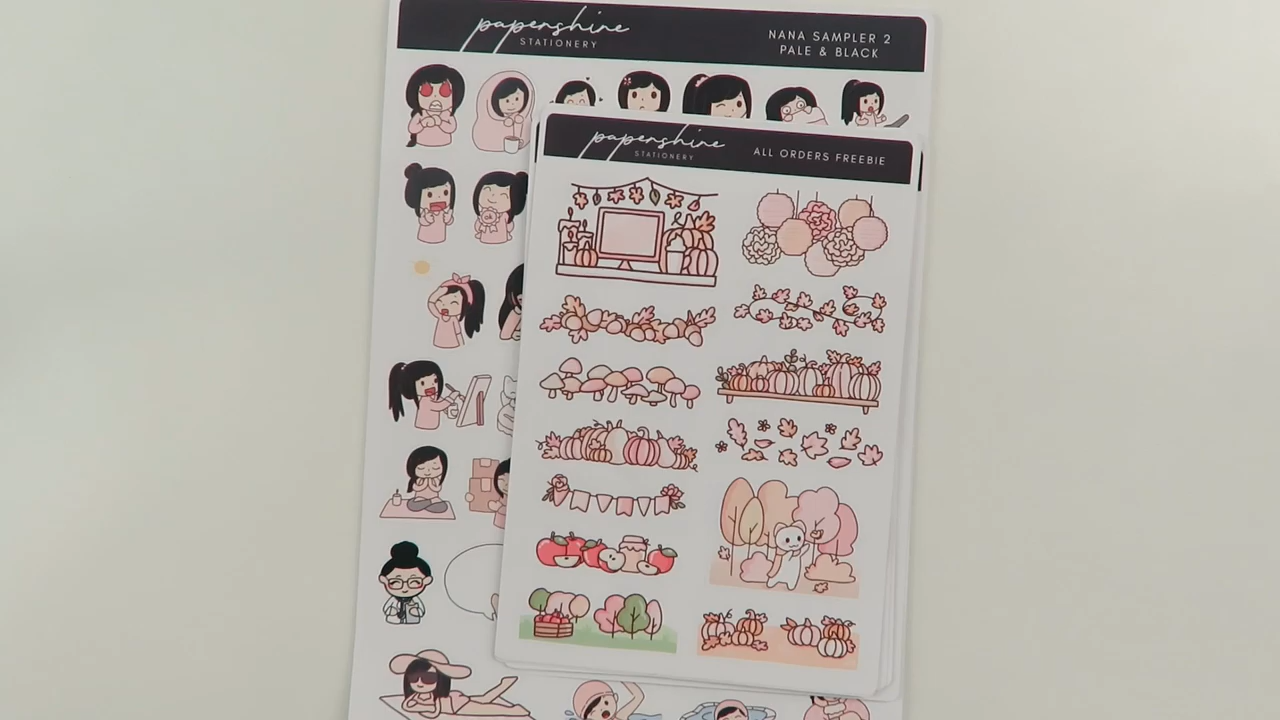 papershine
STATIONERY
NANA SAMPLER 2
PALE & BLACK
papershine
STATIONERY
ALL ORDERS FREEBIE